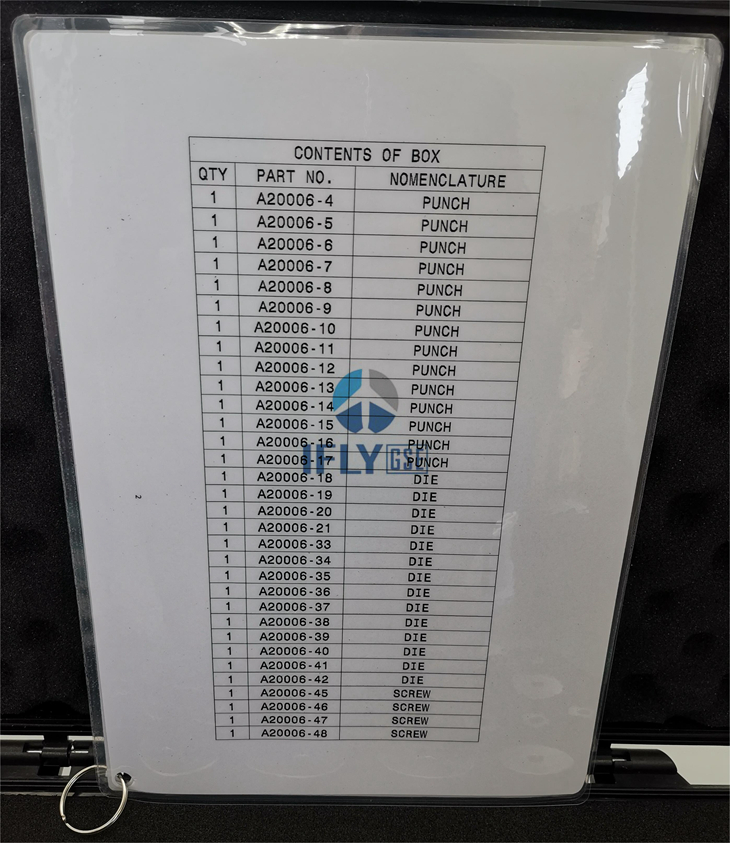 CONTENTS OF BOX
QTY PART NO. NOMENCLATURE
1 A20006-4 PUNCH
1 A20006-5 PUNCH
1 A20006-6 PUNCH
1 A20006-7 PUNCH
1 A20006-8 PUNCH
1 A20006-9 PUNCH
1 A20006-10 PUNCH
1 A20006-11 PUNCH
1 A20006-12 PUNCH
1 A20006-13 PUNCH
1 A20006-14 PUNCH
1 A20006-15 PUNCH
1 A20006-16 PUNCH
1 A20006-17 PUNCH
IFLY GSE
1 A20006-18 DIE
1 A20006-19 DIE
1 A20006-20 DIE
1 A20006-21 DIE
1 A20006-33 DIE
1 A20006-34 DIE
1 A20006-35 DIE
1 A20006-36 DIE
1 A20006-37 DIE
1 A20006-38 DIE
1 A20006-39 DIE
1 A20006-40 DIE
1 A20006-41 DIE
1 A20006-42 DIE
1 A20006-45 SCREW
1 A20006-46 SCREW
1 A20006-47 SCREW
1 A20006-48 SCREW
2